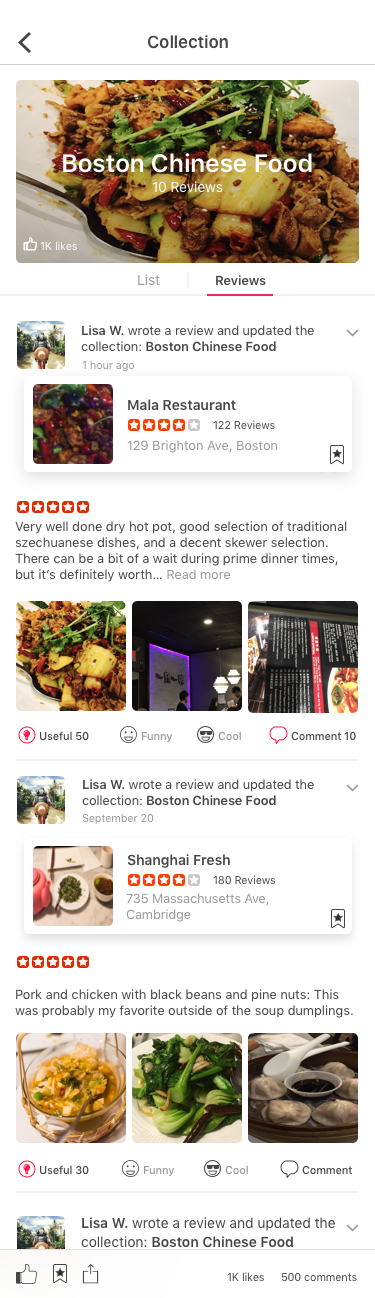 Collection
Boston Chinese Food
10 Reviews
1K likes
List
Reviews
Lisa W. wrote a review and updated the
collection: Boston Chinese Food
1 hour ago
Mala Restaurant
122 Reviews
129 Brighton Ave, Boston
Very well done dry hot pot, good selection of traditional
szechuanese dishes, and a decent skewer selection.
There can be a bit of a wait during prime dinner times,
but it's definitely worth... Read more
Useful 50
Funny
Cool
Comment 10
Lisa W. wrote a review and updated the
collection: Boston Chinese Food
September 20
Shanghai Fresh
180 Reviews
735 Massachusetts Ave,
Cambridge
Pork and chicken with black beans and pine nuts: This
was probably my favorite outside of the soup dumplings.
Useful 30
Funny
Cool
Comment
Lisa W. wrote a review and updated the
collection: Boston Chinese Food
1K likes
500 comments